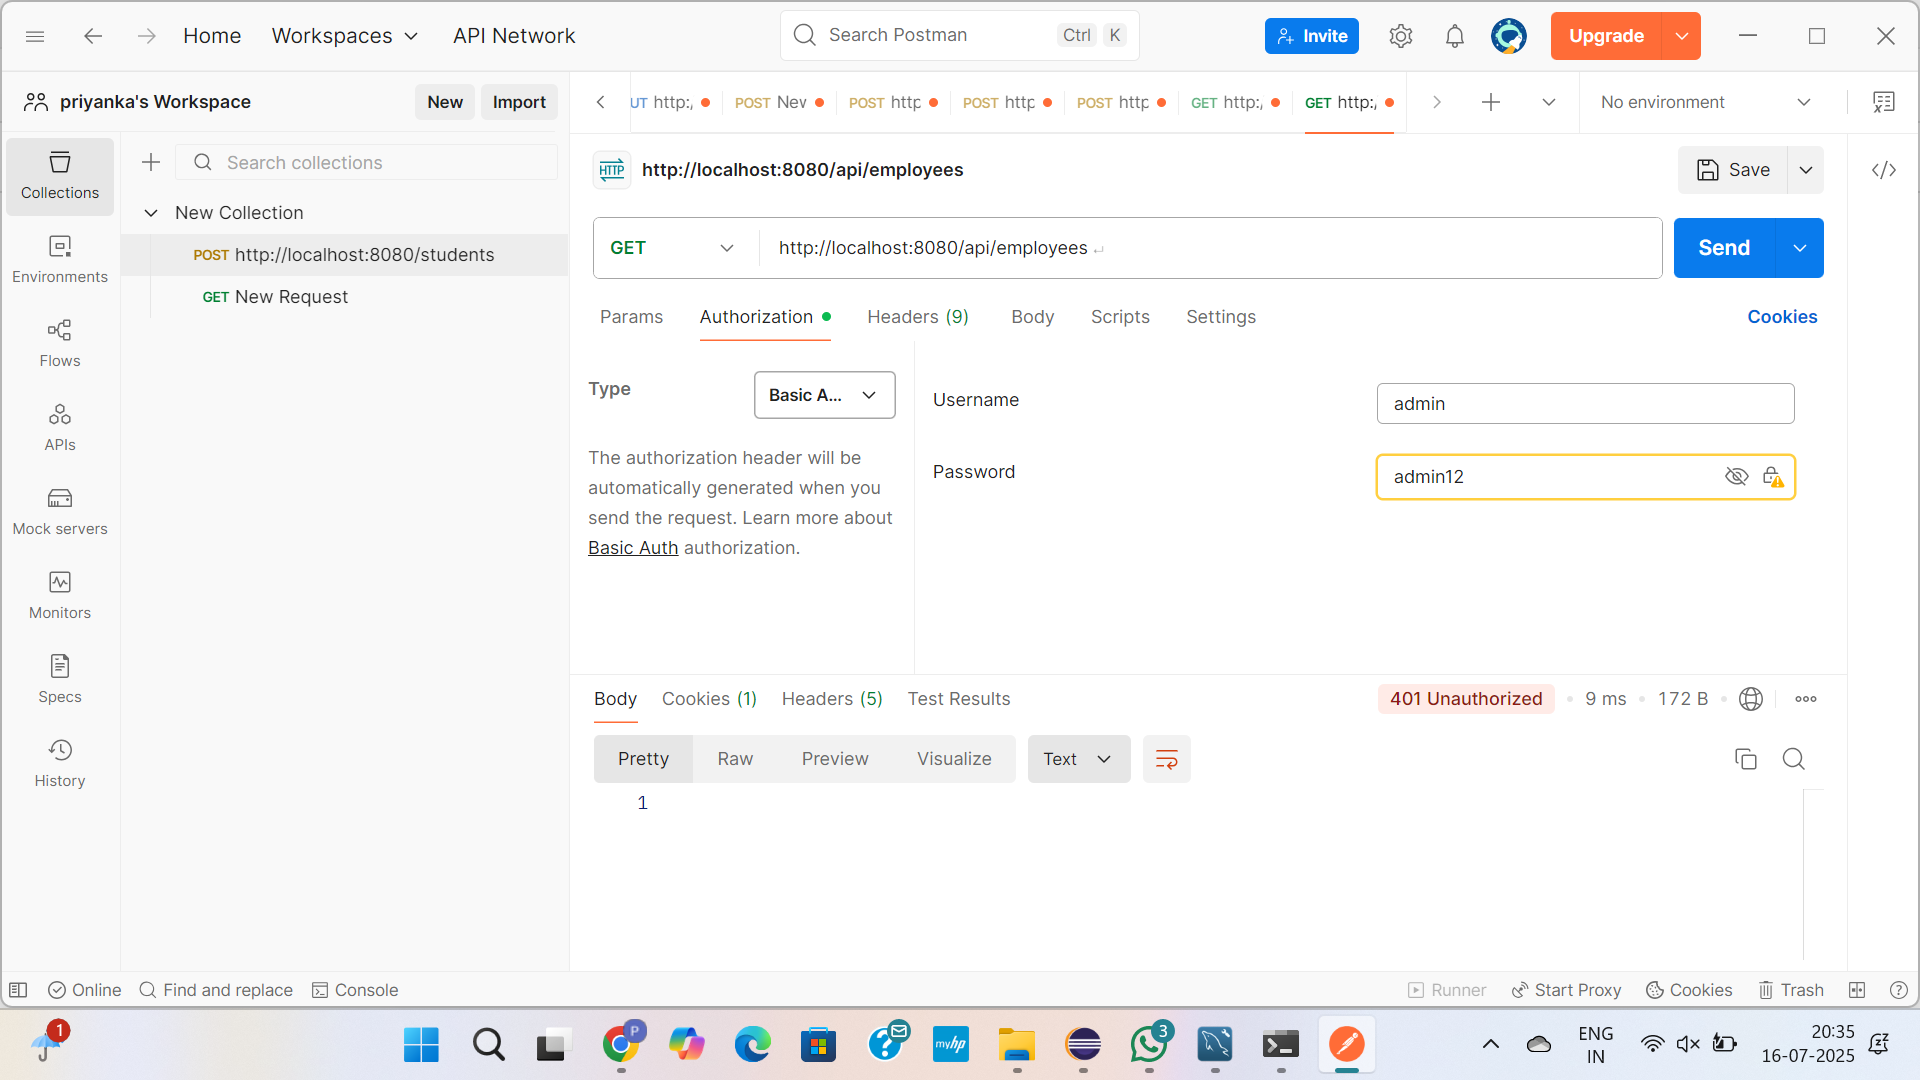 Home
Workspaces
API Network
Search Postman
Ctrl
K
Invite
Upgrade
priyanka's Workspace
New
Import
UT http:/
POST New
POST http
POST http
POST http
GET http:/
GET http:/
No environment
Collections
Search collections
New Collection
POST http://localhost:8080/students
GET New Request
Environments
Flows
APIs
Mock servers
Monitors
Specs
History
HTTP
http://localhost:8080/api/employees
Save
GET
http://localhost:8080/api/employees
Send
Params
Authorization
Headers (9)
Body
Scripts
Settings
Cookies
Type
Basic A...
The authorization header will be
automatically generated when you
send the request. Learn more about
Basic Auth authorization.
Username
admin
Password
admin12
Body
Cookies (1)
Headers (5)
Test Results
401 Unauthorized
9 ms
172 B
Pretty
Raw
Preview
Visualize
Text
1
Online
Find and replace
Console
Runner
Start Proxy
Cookies
Trash
1
P
myhp
3
ENG
IN
20:35
16-07-2025